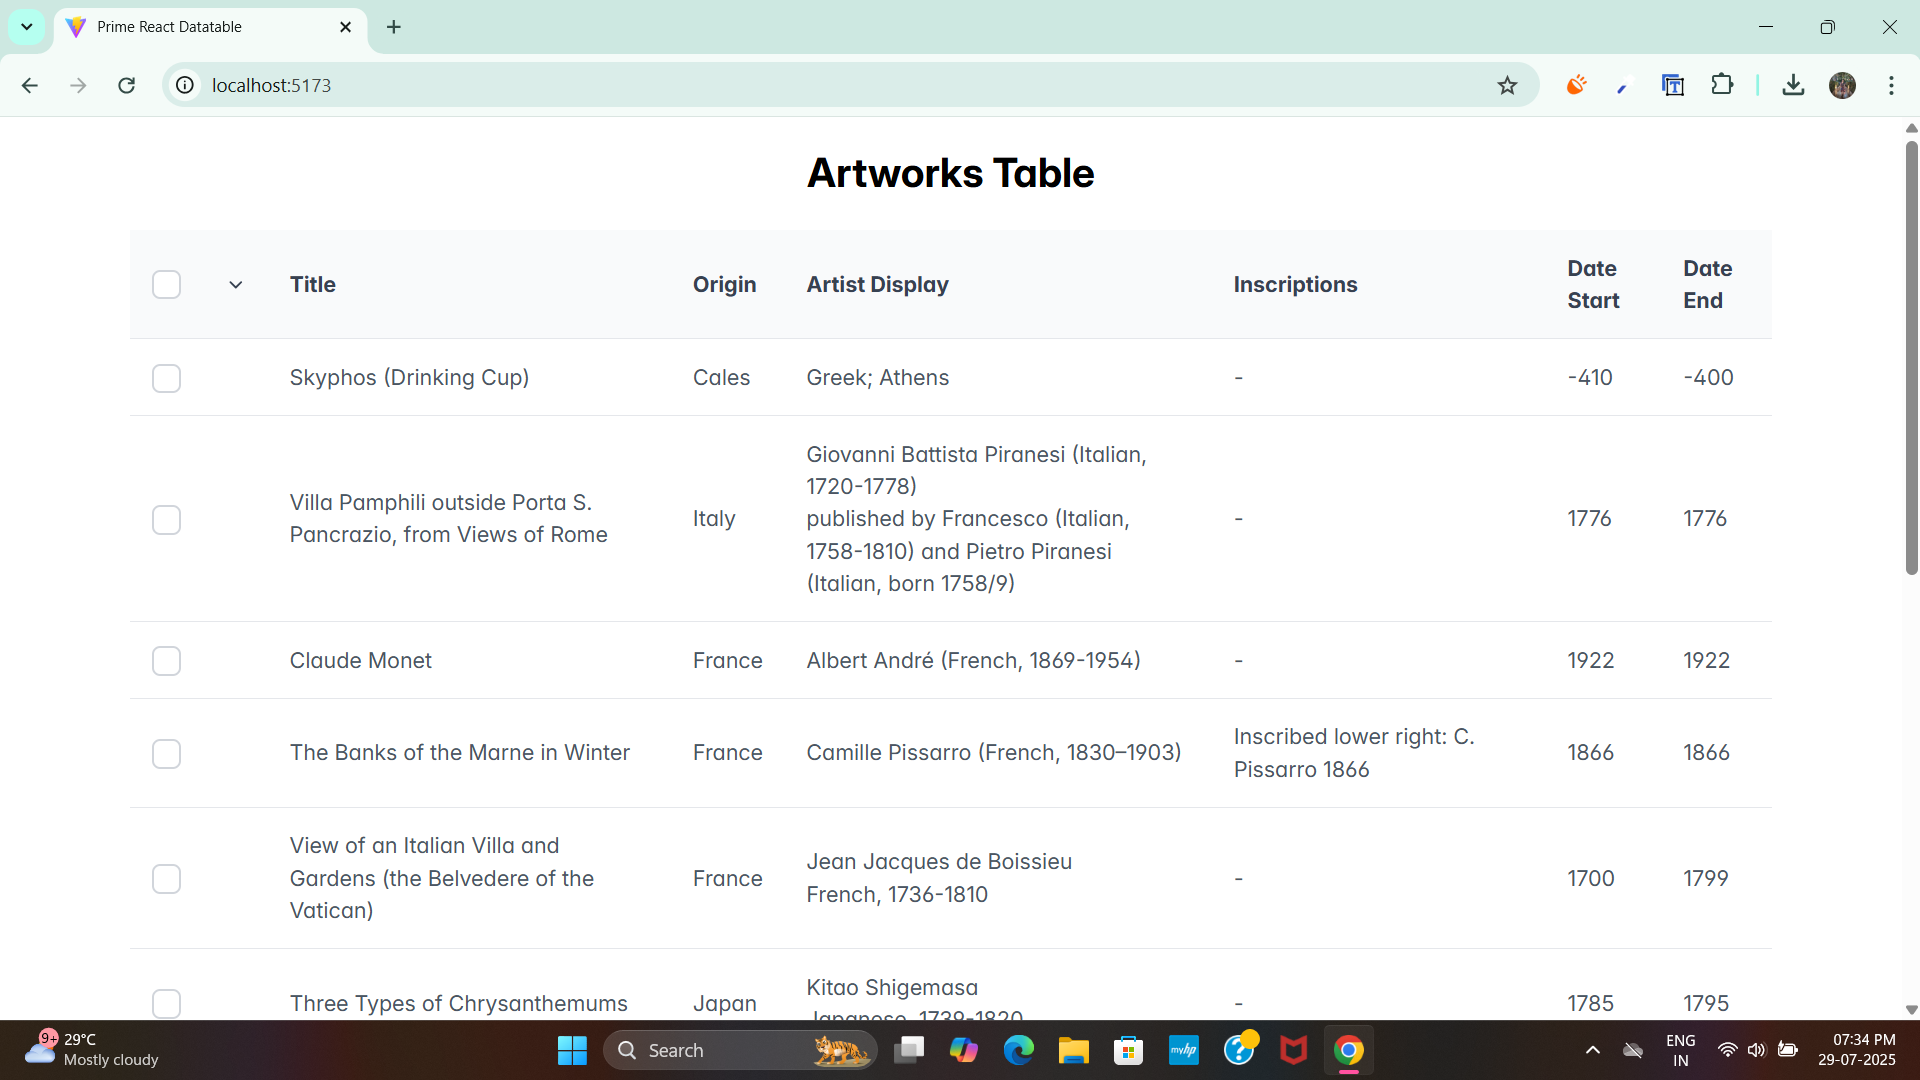 Prime React Datatable
localhost:5173
Artworks Table
Title
Origin
Artist Display
Inscriptions
Date
Start
Date
End
Skyphos (Drinking Cup)
Cales
Greek; Athens
-
-410
-400
Villa Pamphili outside Porta S.
Pancrazio, from Views of Rome
Italy
Giovanni Battista Piranesi (Italian,
1720-1778)
published by Francesco (Italian,
1758-1810) and Pietro Piranesi
(Italian, born 1758/9)
-
1776
1776
Claude Monet
France
Albert André (French, 1869-1954)
-
1922
1922
The Banks of the Marne in Winter
France
Camille Pissarro (French, 1830–1903)
Inscribed lower right: C.
Pissarro 1866
1866
1866
View of an Italian Villa and
Gardens (the Belvedere of the
Vatican)
France
Jean Jacques de Boissieu
French, 1736-1810
-
1700
1799
Three Types of Chrysanthemums
Japan
Kitao Shigemasa
Japanese, 1739-1820
-
1785
1795
9+
29°C
Mostly cloudy
Search
myhp
ENG
IN
07:34 PM
29-07-2025